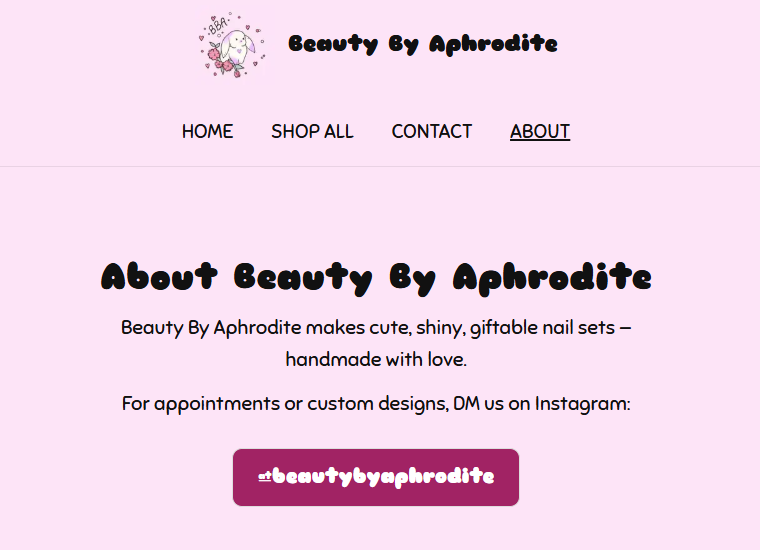 BBA
Beauty By Aphrodite
HOME SHOP ALL CONTACT ABOUT
About Beauty By Aphrodite
Beauty By Aphrodite makes cute, shiny, giftable nail sets –
handmade with love.
For appointments or custom designs, DM us on Instagram:
@beautybyaphrodite